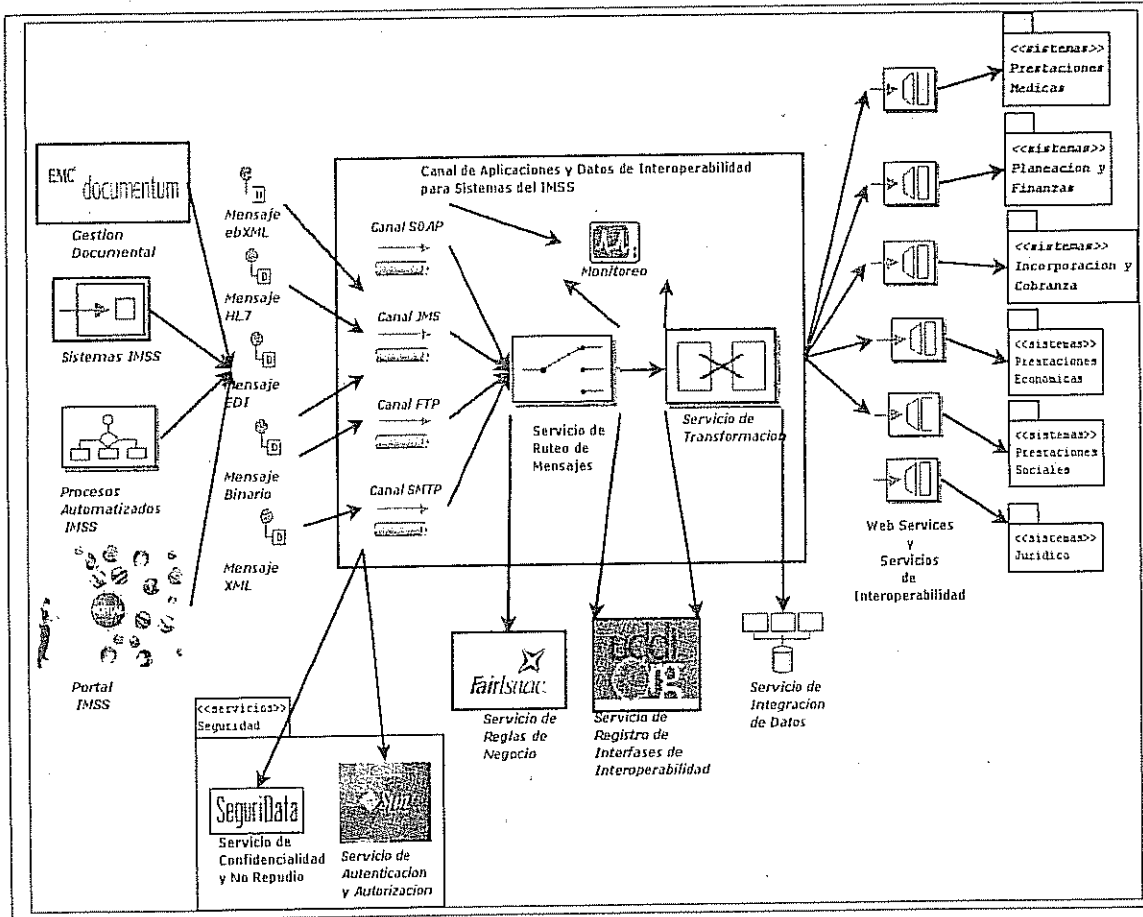 EMC² documentum
Gestion
Documental
Sistemas IMSS
Procesos
Automatizados
IMSS
Portal
IMSS
Mensaje
ebXML
Mensaje
HL7
Mensaje
EDI
Mensaje
Binario
Mensaje
XML
Canal de Aplicaciones y Datos de Interoperabilidad
para Sistemas del IMSS
Canal SOAP
Canal JMS
Canal FTP
Canal SMTP
Monitoreo
Servicio de
Ruteo de
Mensajes
Servicio de
Transformacion
Web Services
y
Servicios
de
Interoperabilidad
<<sistemas>>
Prestaciones
Medicas
<<sistemas>>
Planeacion y
Finanzas
<<sistemas>>
Incorporacion y
Cobranza
<<sistemas>>
Prestaciones
Economicas
<<sistemas>>
Prestaciones
Sociales
<<sistemas>>
Juridico
<<servicios>>
Seguridad
SeguriData
Servicio de
Confidencialidad
y No Repudio
Sun
Servicio de
Autenticacion
y Autorizacion
FairIsaac
Servicio de
Reglas de
Negocio
uddi
Servicio de
Registro de
Interfases de
Interoperabilidad
Servicio de
Integracion
de Datos